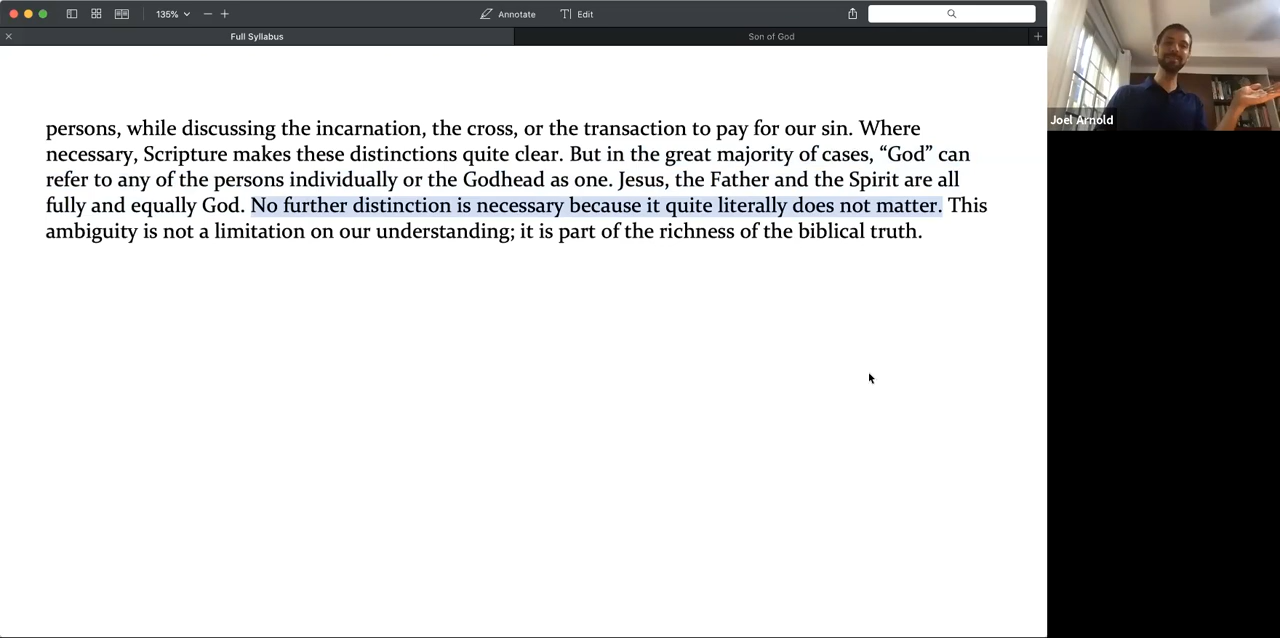 135%
Annotate
Edit
Full Syllabus
Son of God
persons, while discussing the incarnation, the cross, or the transaction to pay for our sin. Where
necessary, Scripture makes these distinctions quite clear. But in the great majority of cases, “God” can
refer to any of the persons individually or the Godhead as one. Jesus, the Father and the Spirit are all
fully and equally God. No further distinction is necessary because it quite literally does not matter. This
ambiguity is not a limitation on our understanding; it is part of the richness of the biblical truth.
Joel Arnold